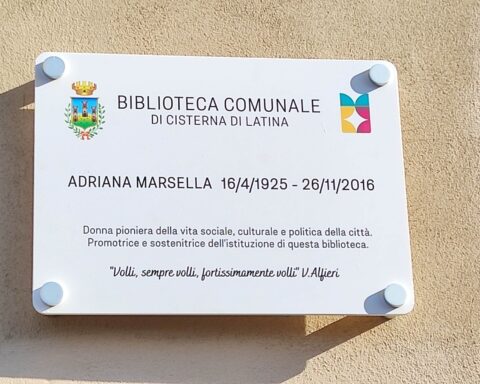 BIBLIOTECA COMUNALE
DI CISTERNA DI LATINA
ADRIANA MARSELLA 16/4/1925 - 26/11/2016
Donna pioniera della vita sociale, culturale e politica della città.
Promotrice e sostenitrice dell'istituzione di questa biblioteca.
"Volli, sempre volli, fortissimamente volli" V.Alfieri